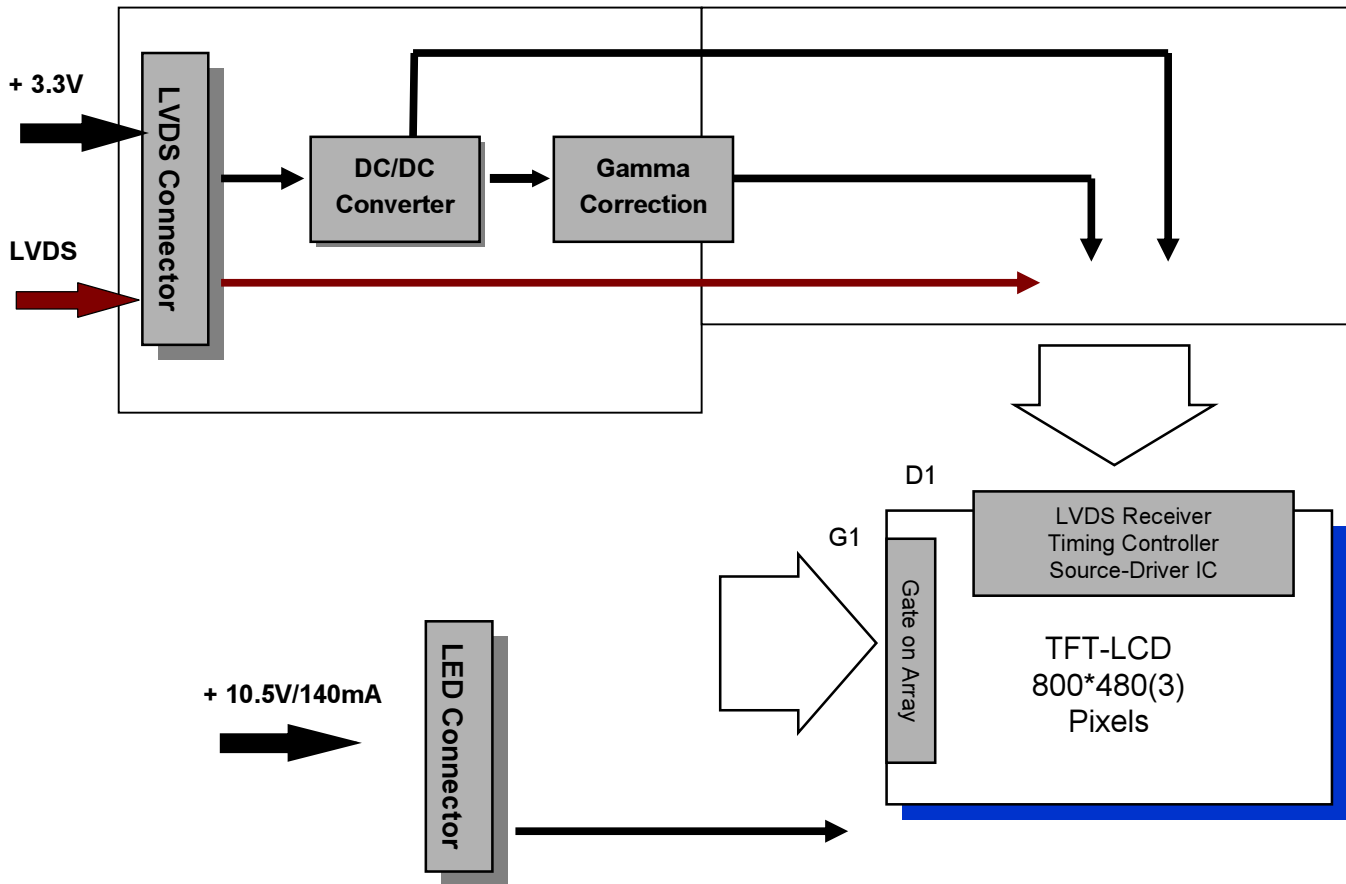 + 3.3V
LVDS Connector
DC/DC
Converter
Gamma
Correction
LVDS
D1
LVDS Receiver
Timing Controller
Source-Driver IC
G1
Gate on Array
TFT-LCD
800*480(3)
Pixels
+ 10.5V/140mA
LED Connector